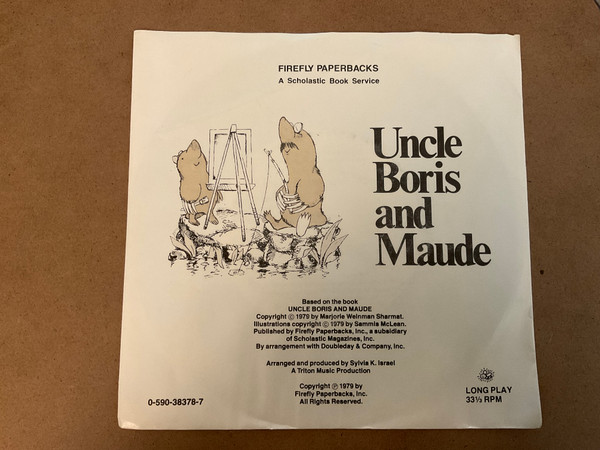 FIREFLY PAPERBACKS
A Scholastic Book Service
Uncle
Boris
and
Maude
Based on the book
UNCLE BORIS AND MAUDE
Copyright © 1979 by Marjorie Weinman Sharmat.
Illustrations copyright © 1979 by Sammis McLean.
Published by Firefly Paperbacks, Inc., a subsidiary
of Scholastic Magazines, Inc.
By arrangement with Doubleday & Company, Inc.
Arranged and produced by Sylvia K. Israel
A Triton Music Production
Copyright ℗ 1979 by
Firefly Paperbacks, Inc.
All Rights Reserved.
0-590-38378-7
LONG PLAY
33⅓ RPM